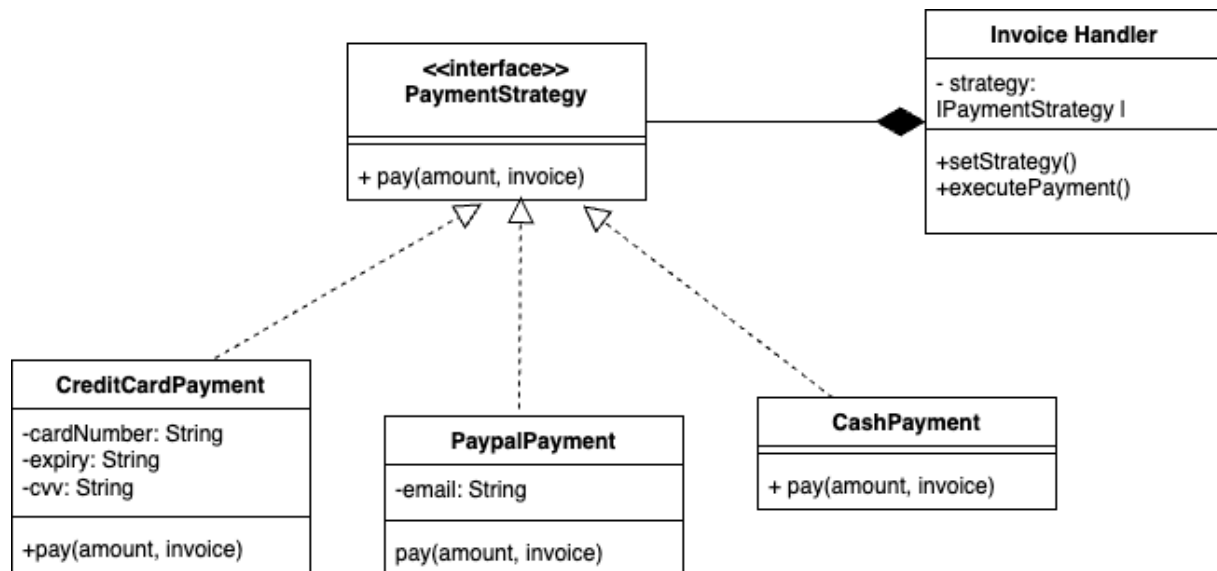 <<interface>>
PaymentStrategy
+ pay(amount, invoice)
Invoice Handler
- strategy:
IPaymentStrategy l
+setStrategy()
+executePayment()
CreditCardPayment
-cardNumber: String
-expiry: String
-cvv: String
+pay(amount, invoice)
PaypalPayment
-email: String
pay(amount, invoice)
CashPayment
+ pay(amount, invoice)